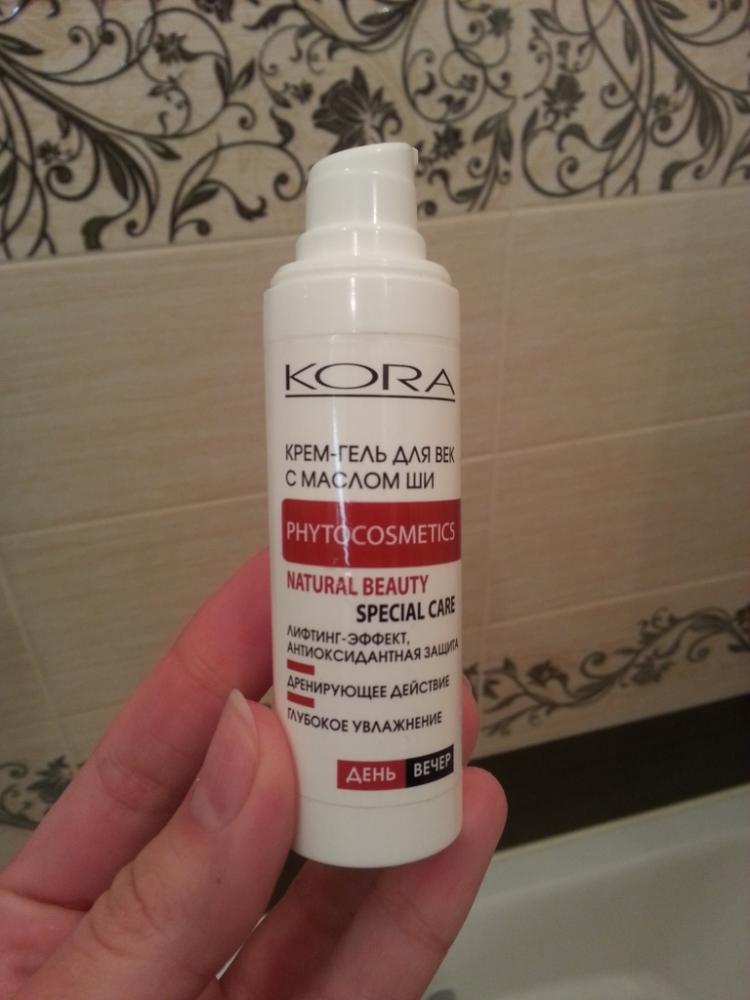 KORA
КРЕМ-ГЕЛЬ ДЛЯ ВЕК
С МАСЛОМ ШИ
PHYTOCOSMETICS
NATURAL BEAUTY
SPECIAL CARE
ЛИФТИНГ-ЭФФЕКТ,
АНТИОКСИДАНТНАЯ ЗАЩИТА
ДРЕНИРУЮЩЕЕ ДЕЙСТВИЕ
ГЛУБОКОЕ УВЛАЖНЕНИЕ
ДЕНЬ ВЕЧЕР